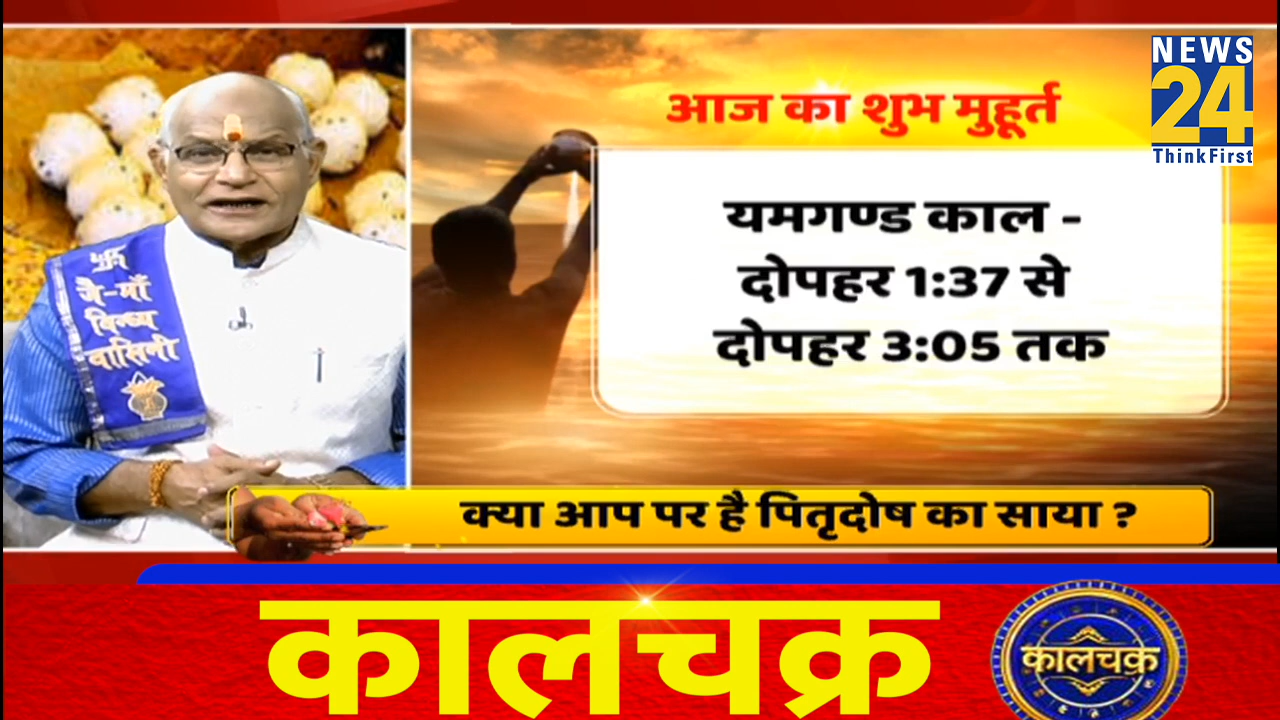 NEWS
24
ThinkFirst
आज का शुभ मुहूर्त
यमगण्ड काल -
दोपहर 1:37 से
दोपहर 3:05 तक
जै-माँ
विन्ध्य
वासिनी
क्या आप पर है पितृदोष का साया ?
कालचक्र
कालचक्र